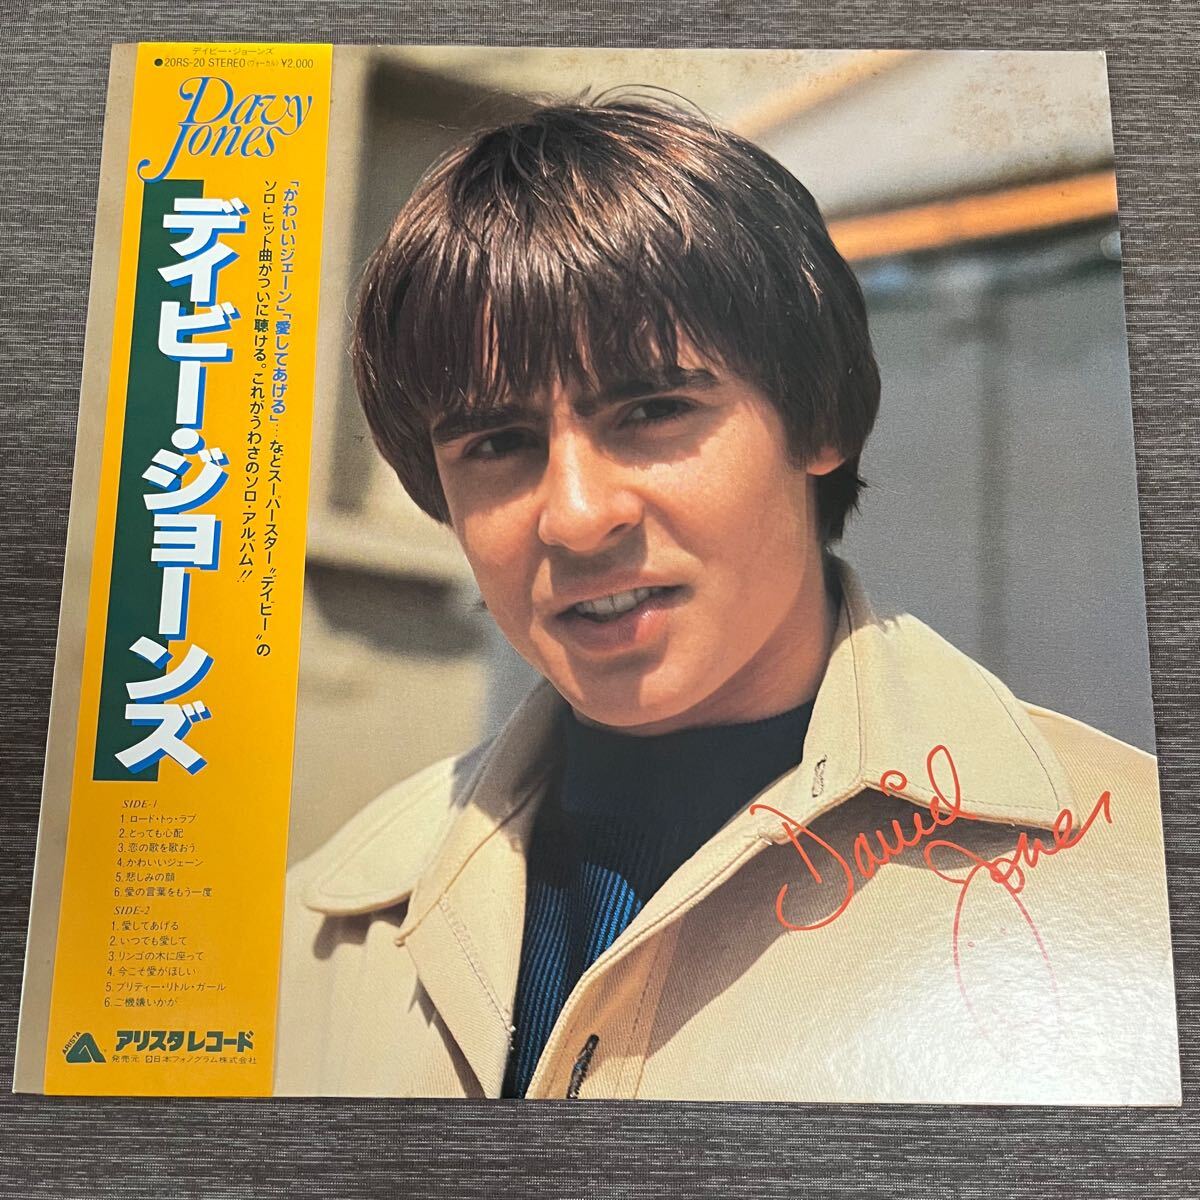 デイビー・ジョーンズ
●20RS-20 STEREO〈ヴォーカル〉 ¥2,000
Davy
Jones
デイビー・ジョーンズ
「かわいいジェーン」「愛してあげる」…などスーパースター〝デイビー〟の
ソロ・ヒット曲がついに聴ける。これがうわさのソロ・アルバム!!
SIDE-1
1. ロード・トゥ・ラブ
2. とっても心配
3. 恋の歌を歌おう
4. かわいいジェーン
5. 悲しみの顔
6. 愛の言葉をもう一度
SIDE-2
1. 愛してあげる
2. いつでも愛して
3. リンゴの木に座って
4. 今こそ愛がほしい
5. プリティー・リトル・ガール
6. ご機嫌いかが
ARISTA
アリスタレコード
発売元 日本フォノグラム株式会社
David
Jones